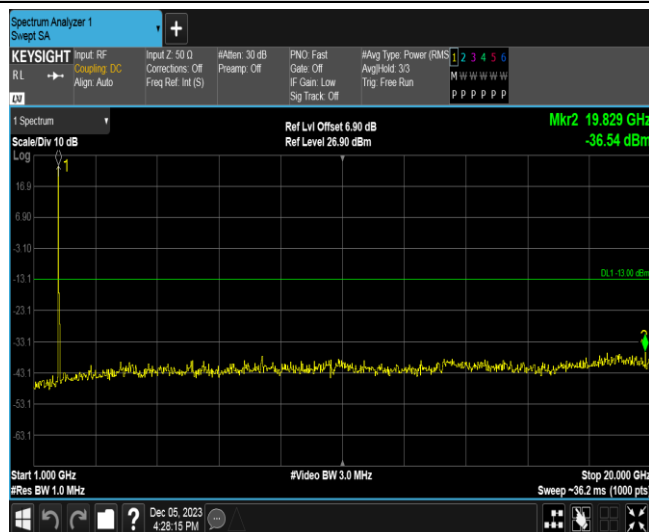 Spectrum Analyzer 1
Swept SA
+
KEYSIGHT
RL
LXI
Input: RF
Coupling: DC
Align: Auto
Input Z: 50 Ω
Corrections: Off
Freq Ref: Int (S)
#Atten: 30 dB
Preamp: Off
PNO: Fast
Gate: Off
IF Gain: Low
Sig Track: Off
#Avg Type: Power (RMS
Avg|Hold: 3/3
Trig: Free Run
1 2 3 4 5 6
M W W W W W
P P P P P P
1 Spectrum
Scale/Div 10 dB
Log
Ref Lvl Offset 6.90 dB
Ref Level 26.90 dBm
Mkr2 19.829 GHz
-36.54 dBm
1
16.9
6.90
-3.10
-13.1
DL1 -13.00 dBm
-23.1
-33.1
2
-43.1
-53.1
-63.1
Start 1.000 GHz
#Res BW 1.0 MHz
#Video BW 3.0 MHz
Stop 20.000 GHz
Sweep ~36.2 ms (1000 pts)
?
Dec 05, 2023
4:28:15 PM